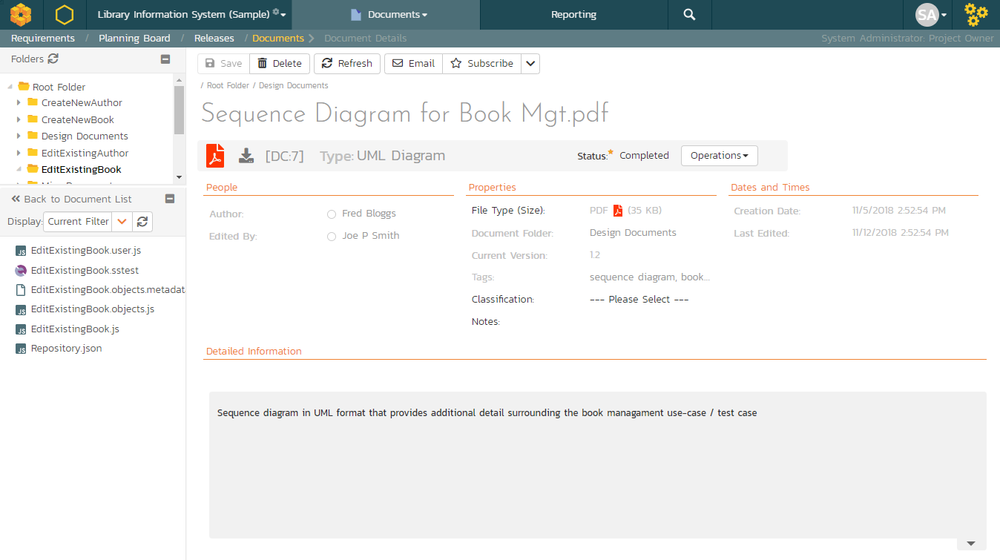 Library Information System (Sample)
Documents
Reporting
SA
Requirements / Planning Board / Releases / Documents Document Details
System Administrator: Project Owner
Folders
Root Folder
CreateNewAuthor
CreateNewBook
Design Documents
EditExistingAuthor
EditExistingBook
Back to Document List
Display: Current Filter
EditExistingBook.user.js
EditExistingBook.sstest
EditExistingBook.objects.metadat
EditExistingBook.objects.js
EditExistingBook.js
Repository.json
Save Delete Refresh Email Subscribe
/ Root Folder / Design Documents
Sequence Diagram for Book Mgt.pdf
[DC:7] Type: UML Diagram Status: Completed Operations
People
Author: Fred Bloggs
Edited By: Joe P Smith
Properties
File Type (Size): PDF (35 KB)
Document Folder: Design Documents
Current Version: 1.2
Tags: sequence diagram, book...
Classification: --- Please Select ---
Notes:
Dates and Times
Creation Date: 11/5/2018 2:52:54 PM
Last Edited: 11/12/2018 2:52:54 PM
Detailed Information
Sequence diagram in UML format that provides additional detail surrounding the book managament use-case / test case